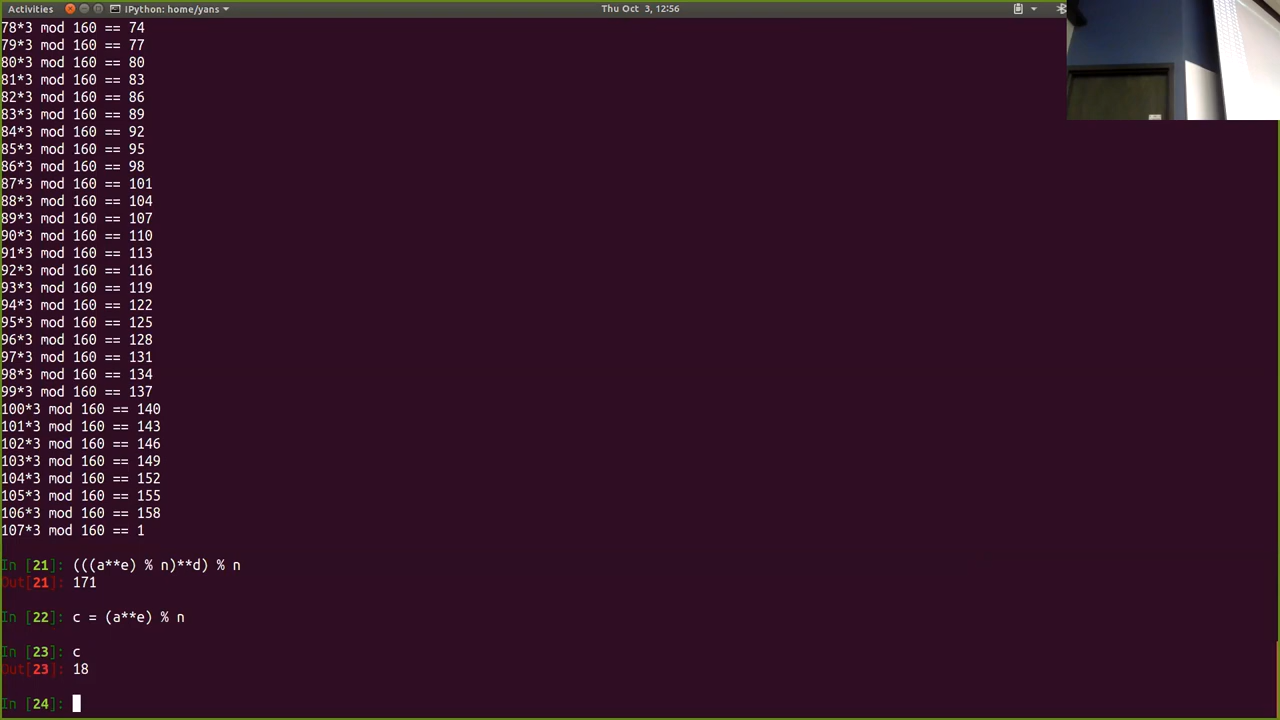 Activities IPython: home/yans Thu Oct 3, 12:56
78*3 mod 160 == 74
79*3 mod 160 == 77
80*3 mod 160 == 80
81*3 mod 160 == 83
82*3 mod 160 == 86
83*3 mod 160 == 89
84*3 mod 160 == 92
85*3 mod 160 == 95
86*3 mod 160 == 98
87*3 mod 160 == 101
88*3 mod 160 == 104
89*3 mod 160 == 107
90*3 mod 160 == 110
91*3 mod 160 == 113
92*3 mod 160 == 116
93*3 mod 160 == 119
94*3 mod 160 == 122
95*3 mod 160 == 125
96*3 mod 160 == 128
97*3 mod 160 == 131
98*3 mod 160 == 134
99*3 mod 160 == 137
100*3 mod 160 == 140
101*3 mod 160 == 143
102*3 mod 160 == 146
103*3 mod 160 == 149
104*3 mod 160 == 152
105*3 mod 160 == 155
106*3 mod 160 == 158
107*3 mod 160 == 1
In [21]: (((a**e) % n)**d) % n
Out[21]: 171
In [22]: c = (a**e) % n
In [23]: c
Out[23]: 18
In [24]: